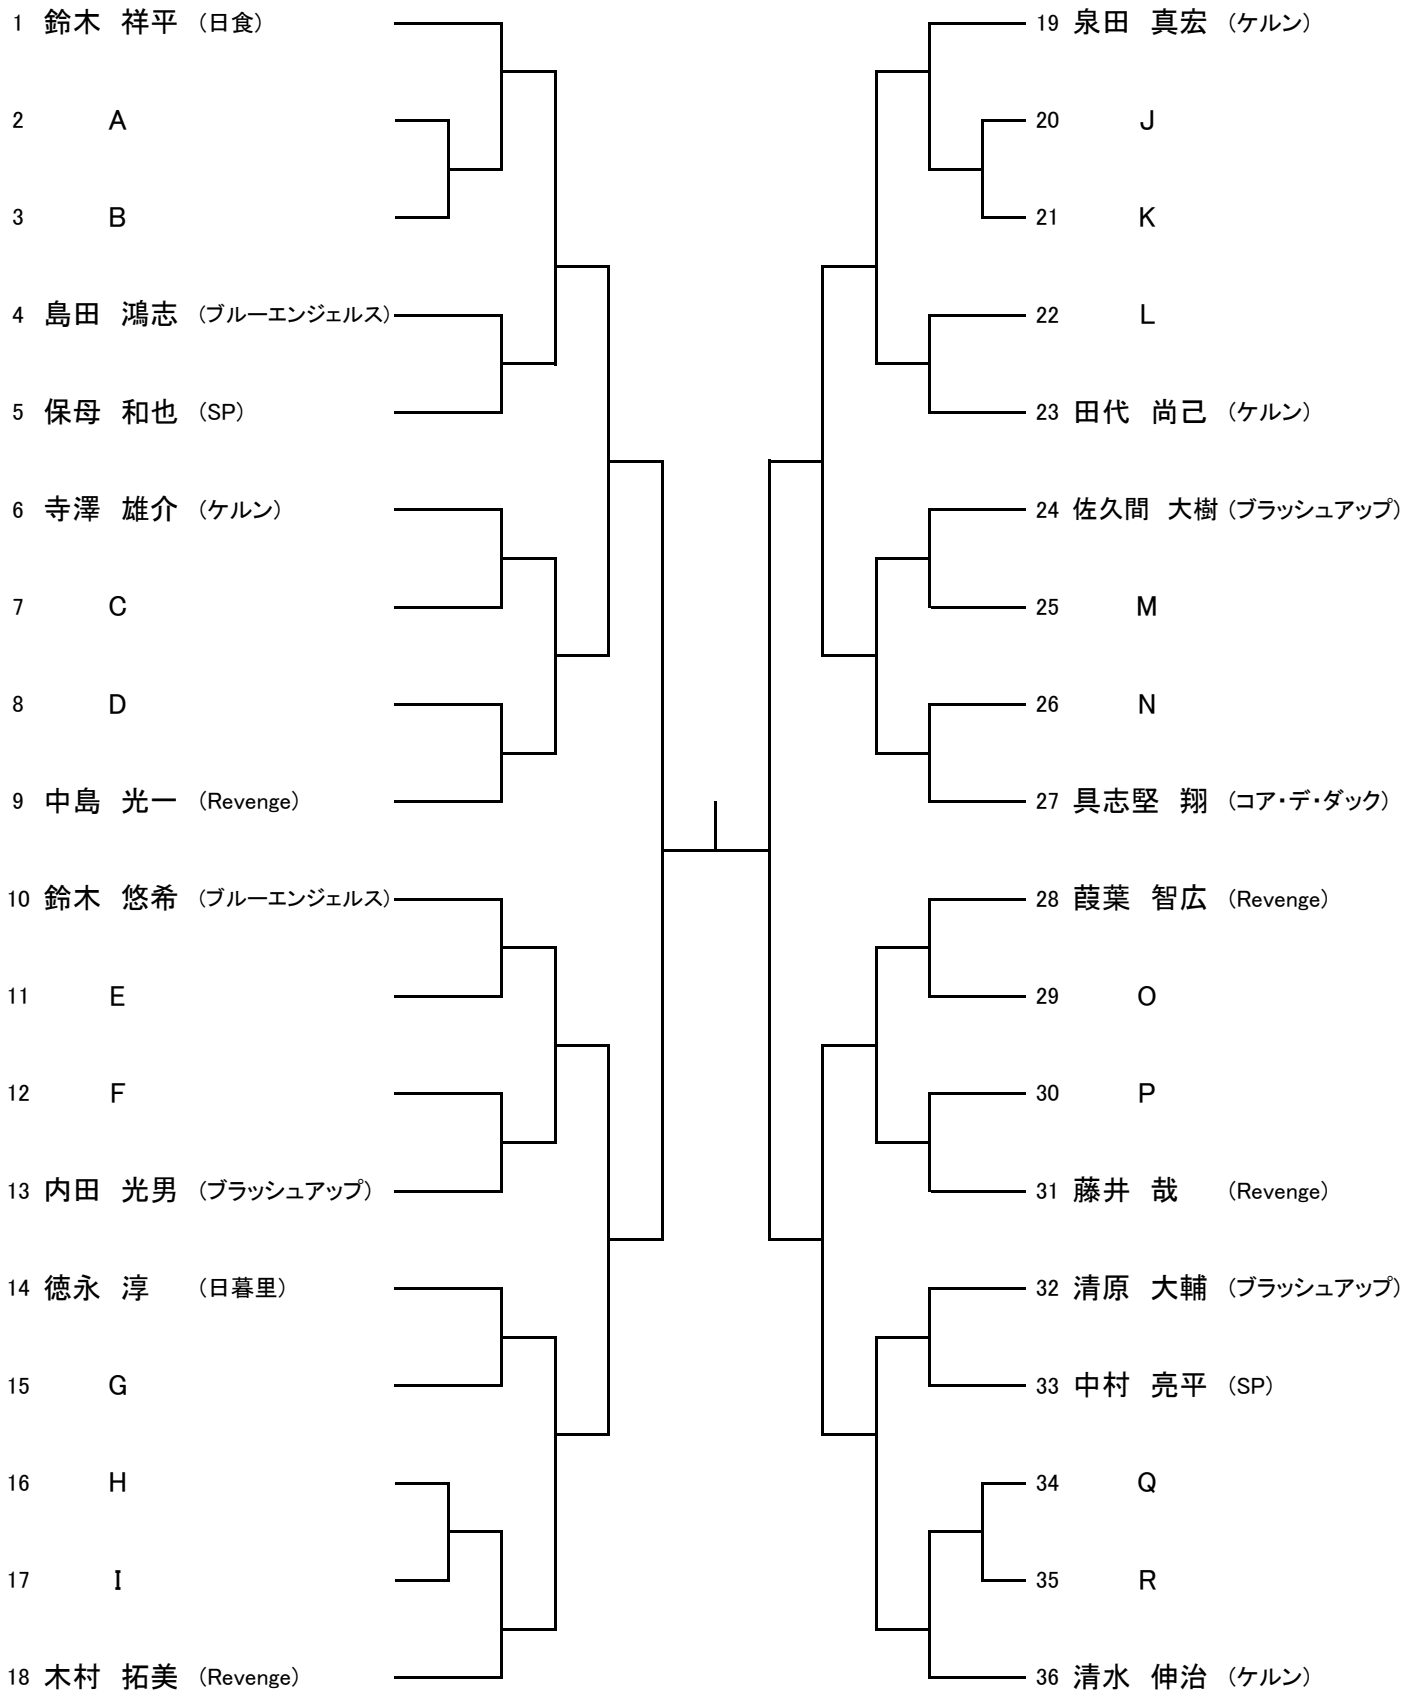 1 鈴木 祥平 (日食)
2 A
3 B
4 島田 鴻志 (ブルーエンジェルス)
5 保母 和也 (SP)
6 寺澤 雄介 (ケルン)
7 C
8 D
9 中島 光一 (Revenge)
10 鈴木 悠希 (ブルーエンジェルス)
11 E
12 F
13 内田 光男 (ブラッシュアップ)
14 徳永 淳 (日暮里)
15 G
16 H
17 I
18 木村 拓美 (Revenge)
19 泉田 真宏 (ケルン)
20 J
21 K
22 L
23 田代 尚己 (ケルン)
24 佐久間 大樹 (ブラッシュアップ)
25 M
26 N
27 具志堅 翔 (コア・デ・ダック)
28 葭葉 智広 (Revenge)
29 O
30 P
31 藤井 哉 (Revenge)
32 清原 大輔 (ブラッシュアップ)
33 中村 亮平 (SP)
34 Q
35 R
36 清水 伸治 (ケルン)